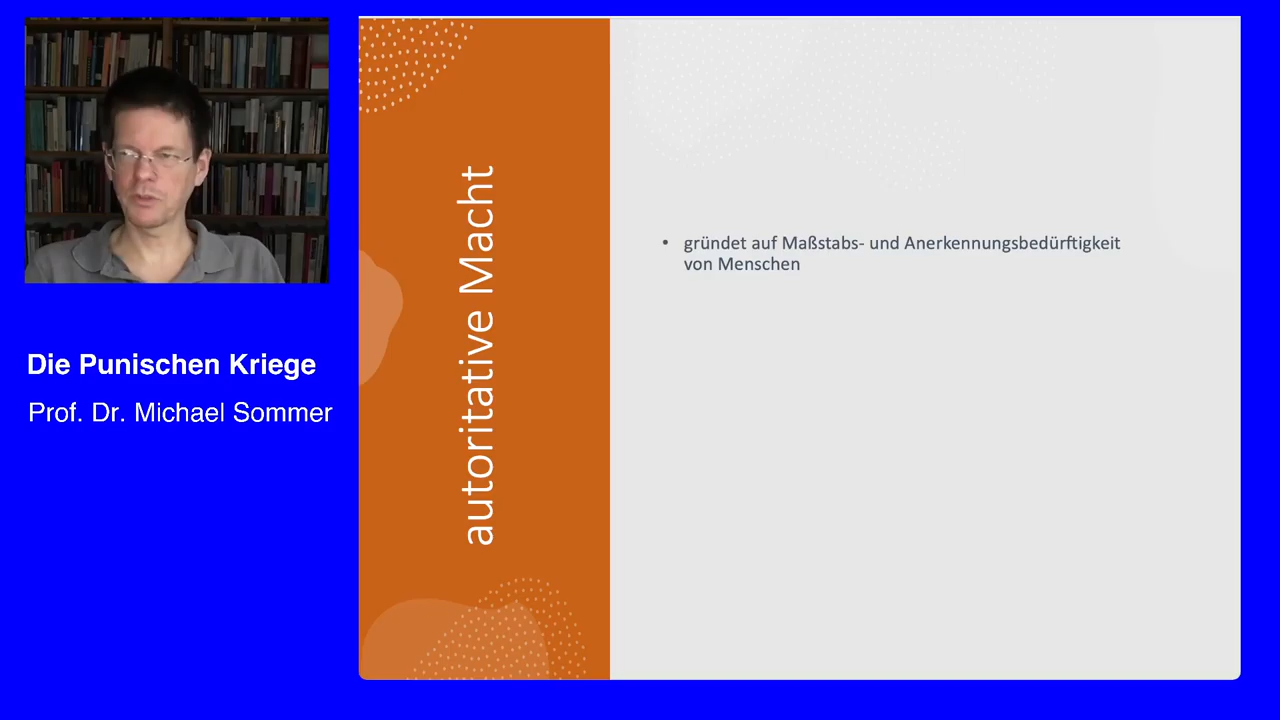 Die Punischen Kriege
Prof. Dr. Michael Sommer
autoritative Macht
• gründet auf Maßstabs- und Anerkennungsbedürftigkeit
von Menschen